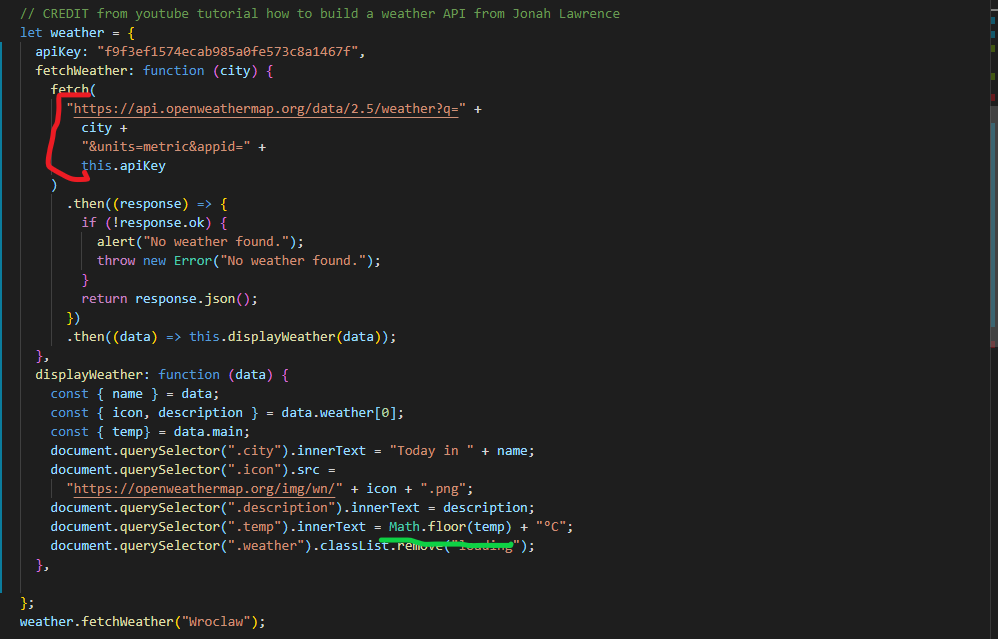 // CREDIT from youtube tutorial how to build a weather API from Jonah Lawrence
let weather = {
apiKey: "f9f3ef1574ecab985a0fe573c8a1467f",
fetchWeather: function (city) {
fetch(
"https://api.openweathermap.org/data/2.5/weather?q=" +
city +
"&units=metric&appid=" +
this.apiKey
)
.then((response) => {
if (!response.ok) {
alert("No weather found.");
throw new Error("No weather found.");
}
return response.json();
})
.then((data) => this.displayWeather(data));
},
displayWeather: function (data) {
const { name } = data;
const { icon, description } = data.weather[0];
const { temp} = data.main;
document.querySelector(".city").innerText = "Today in " + name;
document.querySelector(".icon").src =
"https://openweathermap.org/img/wn/" + icon + ".png";
document.querySelector(".description").innerText = description;
document.querySelector(".temp").innerText = Math.floor(temp) + "°C";
document.querySelector(".weather").classList.remove("loading");
},
};
weather.fetchWeather("Wroclaw");